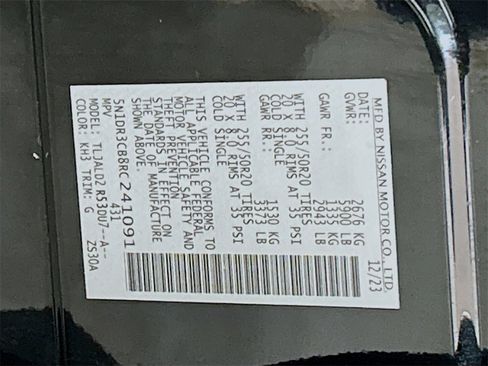 MFD BY NISSAN MOTOR CO., LTD.
DATE: 12/23
GVWR: 2676 KG
5900 LB
GAWR FR.: 1335 KG
2943 LB
WITH 255/50R20 TIRES
20 X 8.0 RIMS AT 35 PSI
COLD SINGLE
GAWR RR.: 1530 KG
3373 LB
WITH 255/50R20 TIRES
20 X 8.0 RIMS AT 35 PSI
COLD SINGLE
THIS VEHICLE CONFORMS TO
ALL APPLICABLE FEDERAL
MOTOR VEHICLE SAFETY AND
THEFT PREVENTION
STANDARDS IN EFFECT ON
THE DATE OF MANUFACTURE
SHOWN ABOVE.
5N1DR3CB8RC241091
MPV 431
MODEL: TLJALD2 R53DU7--A--
COLOR: KH3 TRIM: G ZS30A